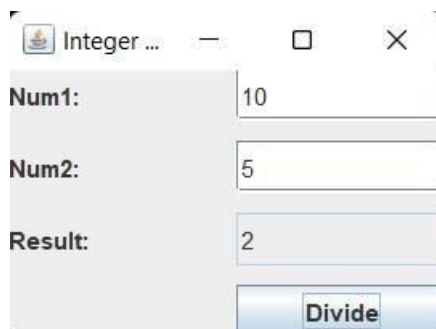 Integer ...
Num1: 10
Num2: 5
Result: 2
Divide